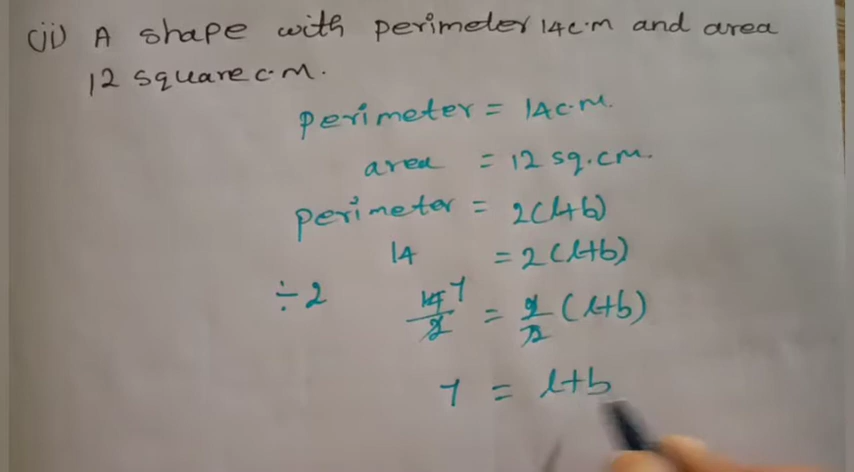 (ii) A shape with perimeter 14c.m and area
12 square c.m.
perimeter = 14c.m.
area = 12 sq.cm.
perimeter = 2(l+b)
14 = 2(l+b)
÷2 14/2 7 = 2/2 (l+b)
7 = l+b